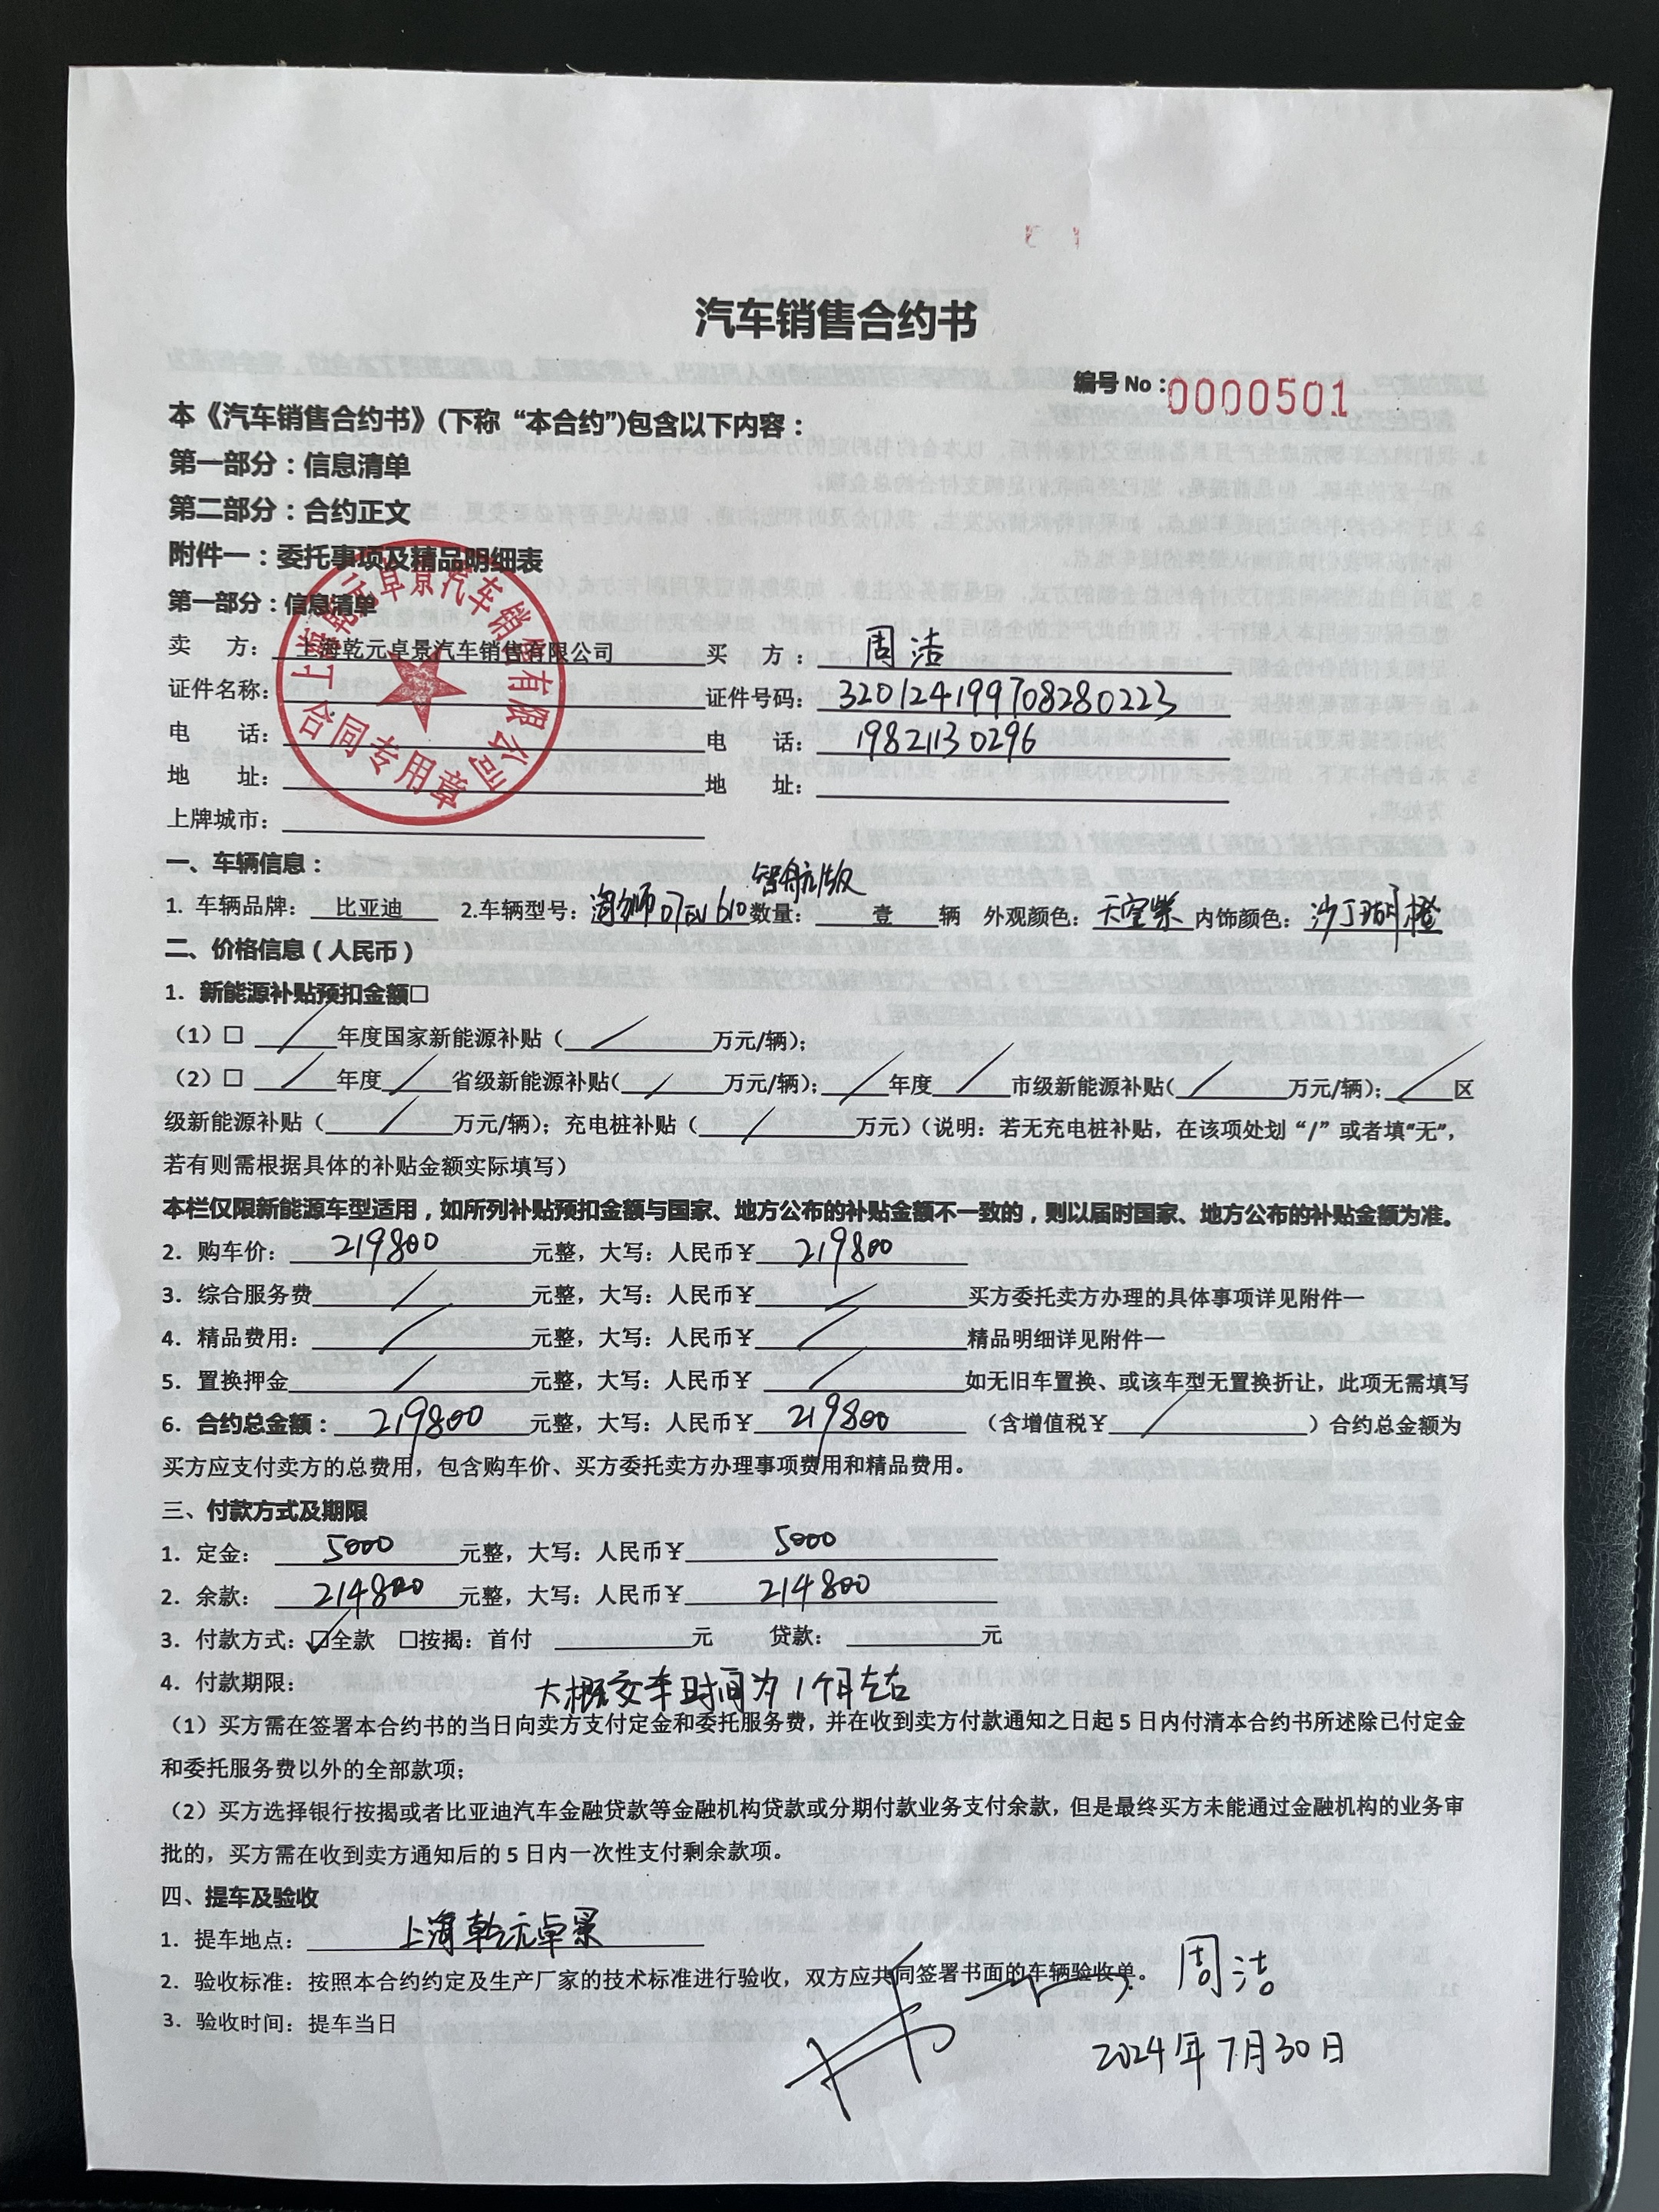 汽车销售合约书
编号 No：0000501
本《汽车销售合约书》(下称“本合约”)包含以下内容：
第一部分：信息清单
第二部分：合约正文
附件一：委托事项及精品明细表
第一部分：信息清单
卖 方： 上海乾元卓景汽车销售有限公司 买 方： 周洁
证件名称： 证件号码： 320124199708280223
电 话： 电 话： 19821130296
地 址： 地 址：
上牌城市：
上海乾元卓景汽车销售有限公司
合同专用章
一、车辆信息：
智航版
1. 车辆品牌： 比亚迪 2.车辆型号： 海狮07EV 610 数量： 壹 辆 外观颜色： 天空紫 内饰颜色： 沙丁瑚橙
二、价格信息（人民币）
1. 新能源补贴预扣金额□
（1）□ / 年度国家新能源补贴（ / 万元/辆）；
（2）□ / 年度 / 省级新能源补贴（ / 万元/辆）； / 年度 / 市级新能源补贴（ / 万元/辆）； / 区
级新能源补贴（ / 万元/辆）；充电桩补贴（ / 万元）（说明：若无充电桩补贴，在该项处划“/”或者填“无”，
若有则需根据具体的补贴金额实际填写）
本栏仅限新能源车型适用，如所列补贴预扣金额与国家、地方公布的补贴金额不一致的，则以届时国家、地方公布的补贴金额为准。
2. 购车价： 219800 元整，大写：人民币￥ 219800
3. 综合服务费 / 元整，大写：人民币￥ / 买方委托卖方办理的具体事项详见附件一
4. 精品费用： / 元整，大写：人民币￥ / 精品明细详见附件一
5. 置换押金 / 元整，大写：人民币￥ / 如无旧车置换、或该车型无置换折让，此项无需填写
6. 合约总金额： 219800 元整，大写：人民币￥ 219800 （含增值税￥ / ）合约总金额为
买方应支付卖方的总费用，包含购车价、买方委托卖方办理事项费用和精品费用。
三、付款方式及期限
1. 定金： 5000 元整，大写：人民币￥ 5000
2. 余款： 214800 元整，大写：人民币￥ 214800
3. 付款方式：☑全款 □按揭：首付 元 贷款： 元
4. 付款期限： 大概交车时间为1个月左右
（1）买方需在签署本合约书的当日向卖方支付定金和委托服务费，并在收到卖方付款通知之日起 5 日内付清本合约书所述除已付定金
和委托服务费以外的全部款项；
（2）买方选择银行按揭或者比亚迪汽车金融贷款等金融机构贷款或分期付款业务支付余款，但是最终买方未能通过金融机构的业务审
批的，买方需在收到卖方通知后的 5 日内一次性支付剩余款项。
四、提车及验收
1. 提车地点： 上海乾元卓景
2. 验收标准：按照本合约约定及生产厂家的技术标准进行验收，双方应共同签署书面的车辆验收单。
3. 验收时间：提车当日
周洁
2024年7月30日